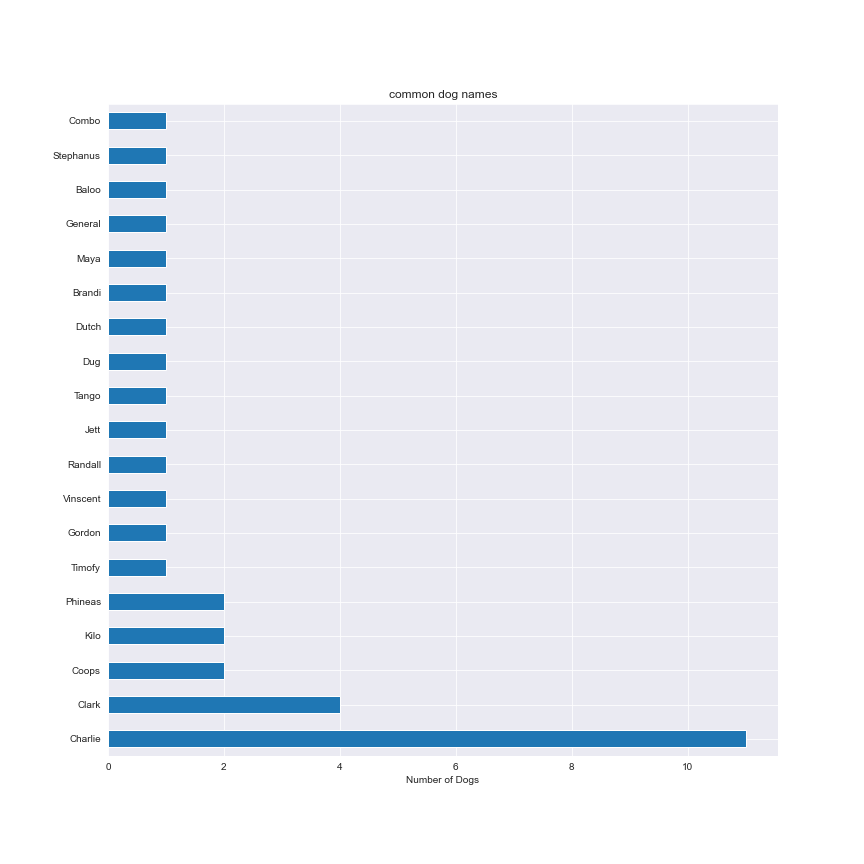 common dog names
Combo
Stephanus
Baloo
General
Maya
Brandi
Dutch
Dug
Tango
Jett
Randall
Vinscent
Gordon
Timofy
Phineas
Kilo
Coops
Clark
Charlie
0 2 4 6 8 10
Number of Dogs